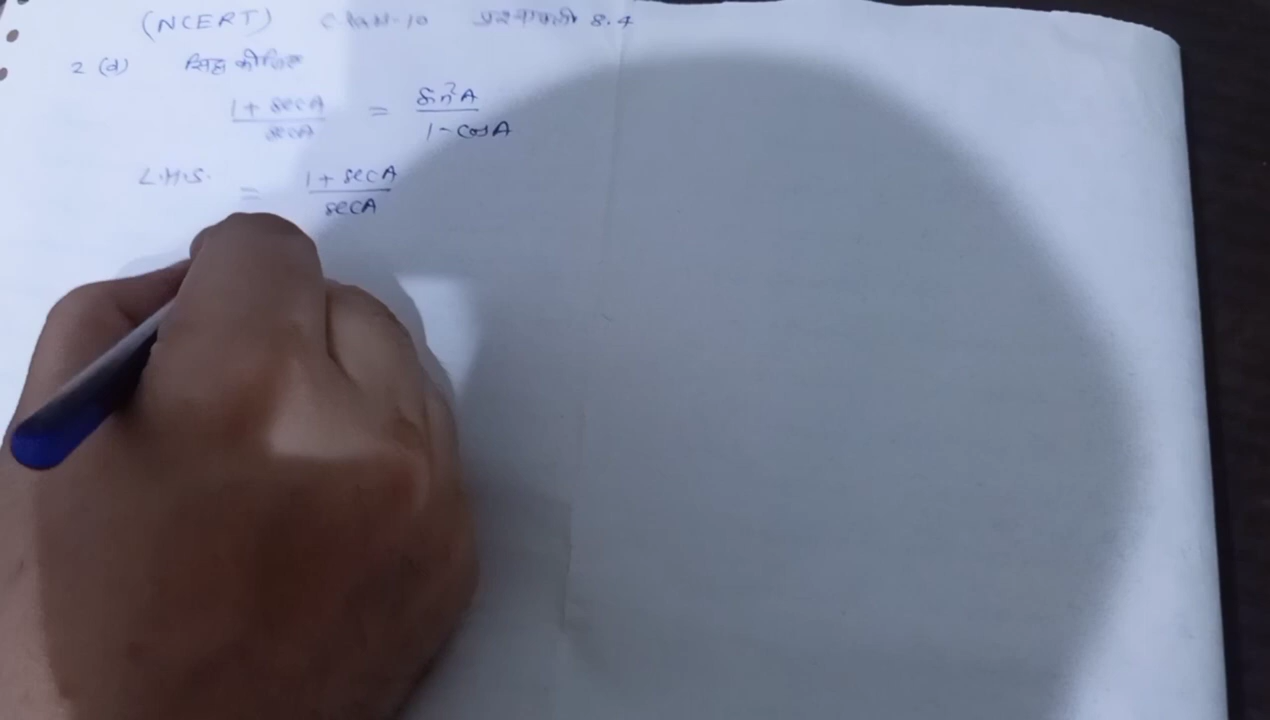 (NCERT) Class-10 प्रश्नावली 8.4
2 (d) सिद्ध कीजिए
1 + secA / secA = sin²A / 1 - cosA
L.H.S. = 1 + secA / secA